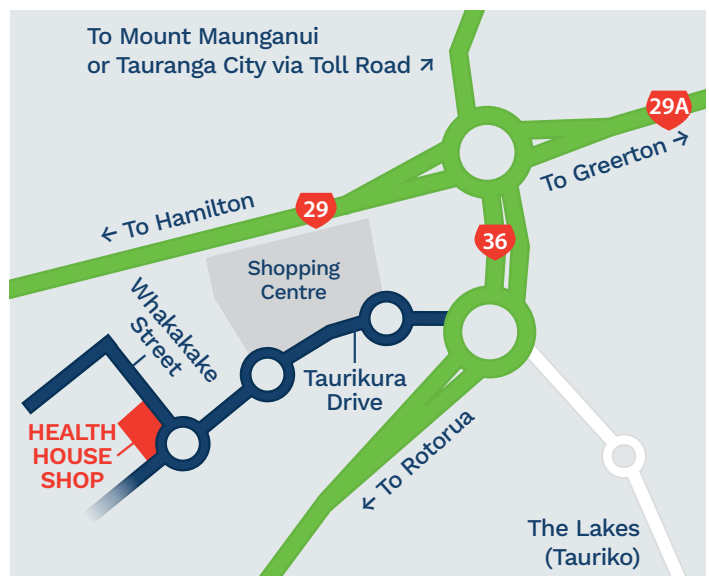 To Mount Maunganui
or Tauranga City via Toll Road ↗
29A
To Greerton →
← To Hamilton
29
36
Shopping
Centre
Whakakake
Street
Taurikura
Drive
HEALTH
HOUSE
SHOP
← To Rotorua
The Lakes
(Tauriko)